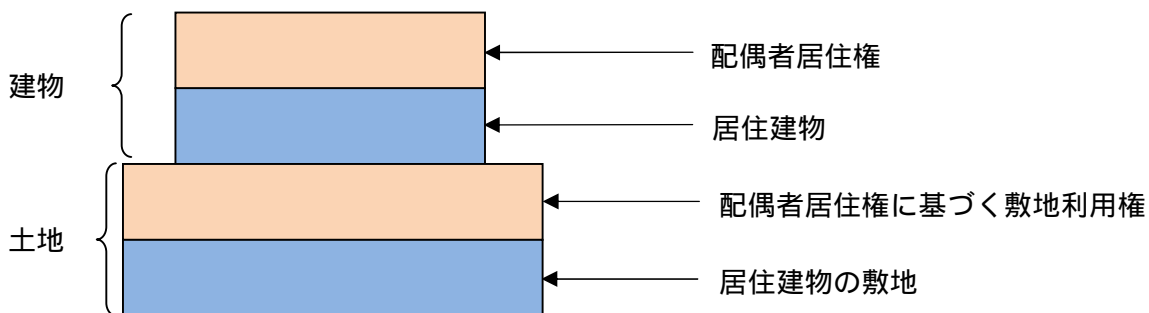 建物
配偶者居住権
居住建物
土地
配偶者居住権に基づく敷地利用権
居住建物の敷地